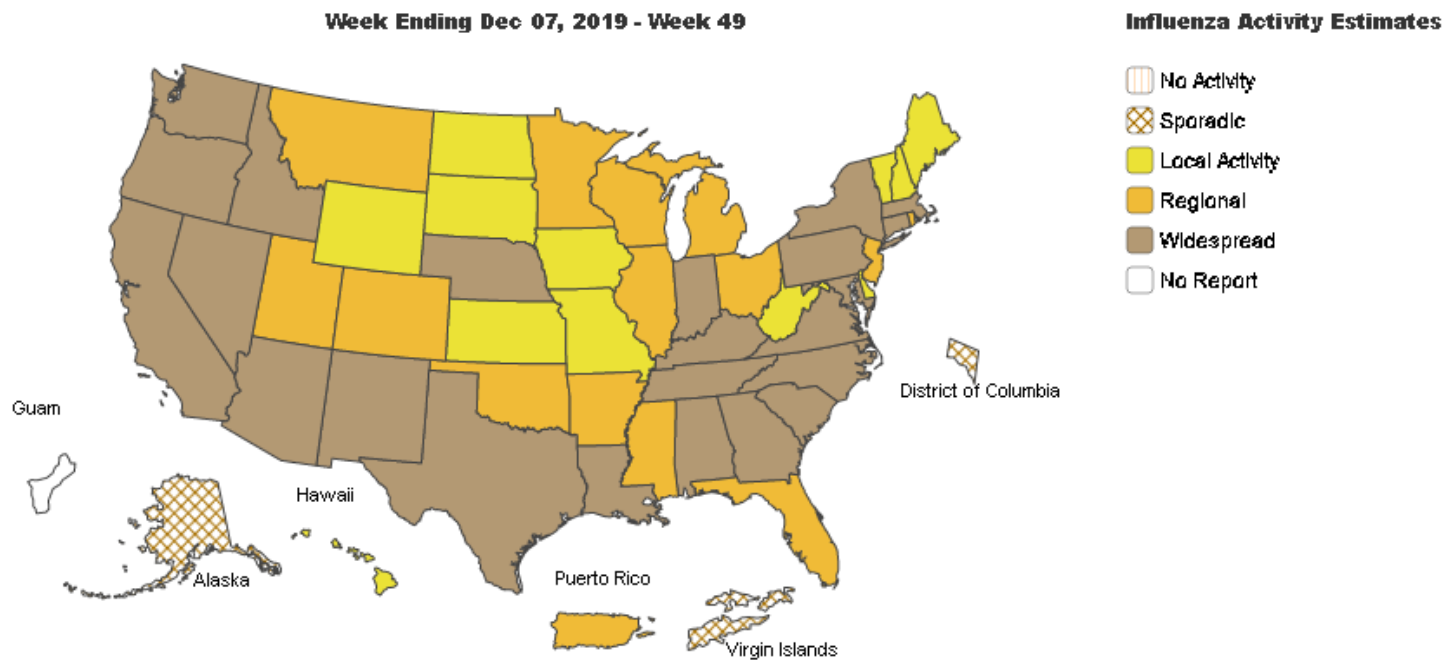 Week Ending Dec 07, 2019 - Week 49
Influenza Activity Estimates
No Activity
Sporadic
Local Activity
Regional
Widespread
No Report
District of Columbia
Guam
Hawaii
Alaska
Puerto Rico
Virgin Islands